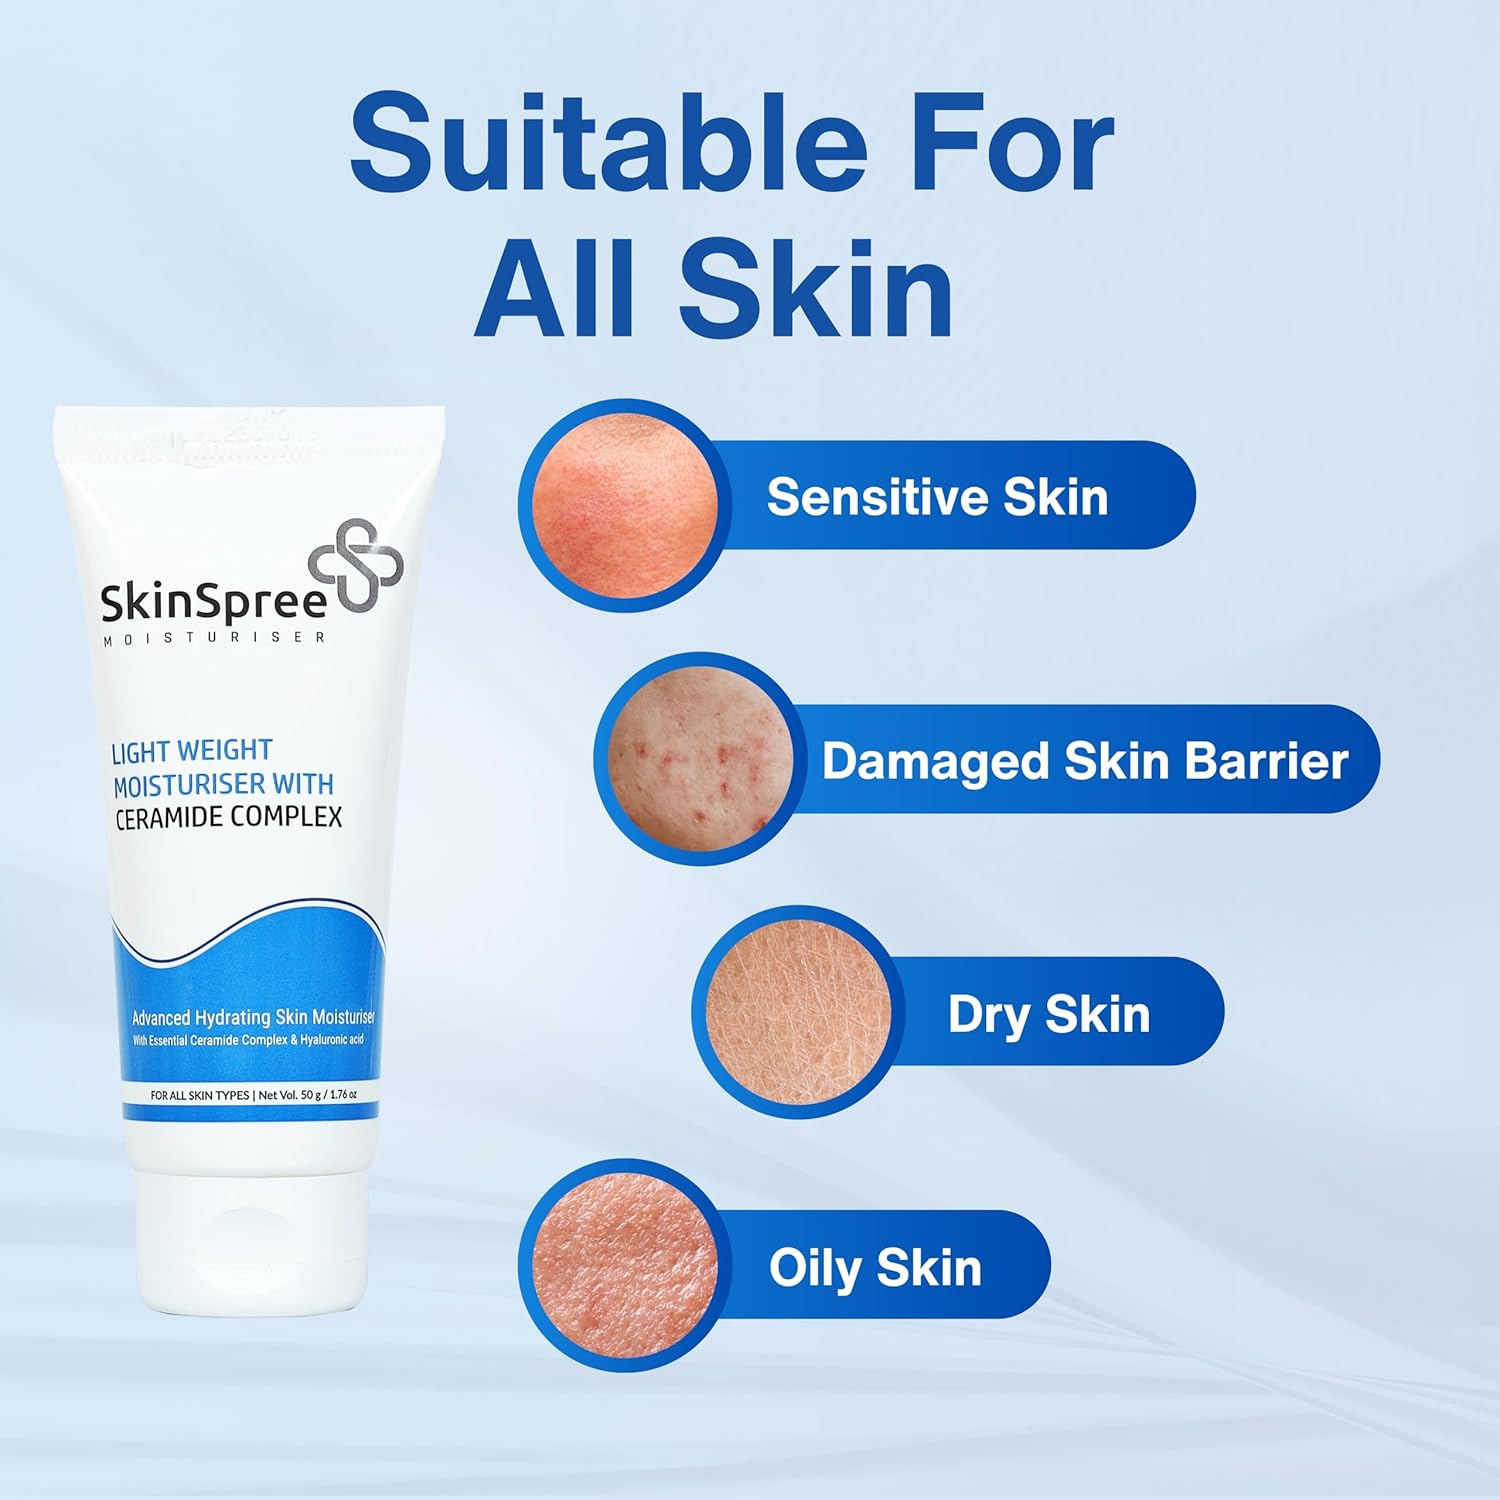 Suitable For
All Skin
SkinSpree
MOISTURISER
LIGHT WEIGHT
MOISTURISER WITH
CERAMIDE COMPLEX
Advanced Hydrating Skin Moisturiser
With Essential Ceramide Complex & Hyaluronic acid
FOR ALL SKIN TYPES | Net Vol. 50 g / 1.76 oz
Sensitive Skin
Damaged Skin Barrier
Dry Skin
Oily Skin